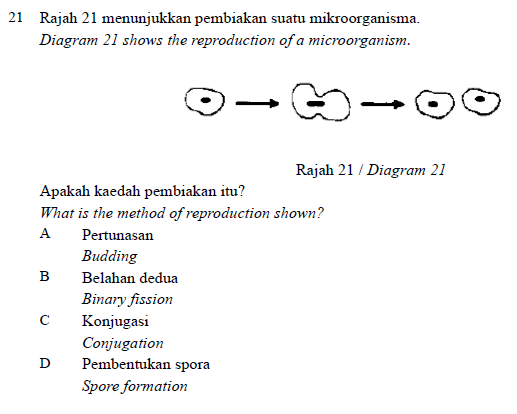 21 Rajah 21 menunjukkan pembiakan suatu mikroorganisma.
Diagram 21 shows the reproduction of a microorganism.
Rajah 21 / Diagram 21
Apakah kaedah pembiakan itu?
What is the method of reproduction shown?
A Pertunasan
Budding
B Belahan dedua
Binary fission
C Konjugasi
Conjugation
D Pembentukan spora
Spore formation